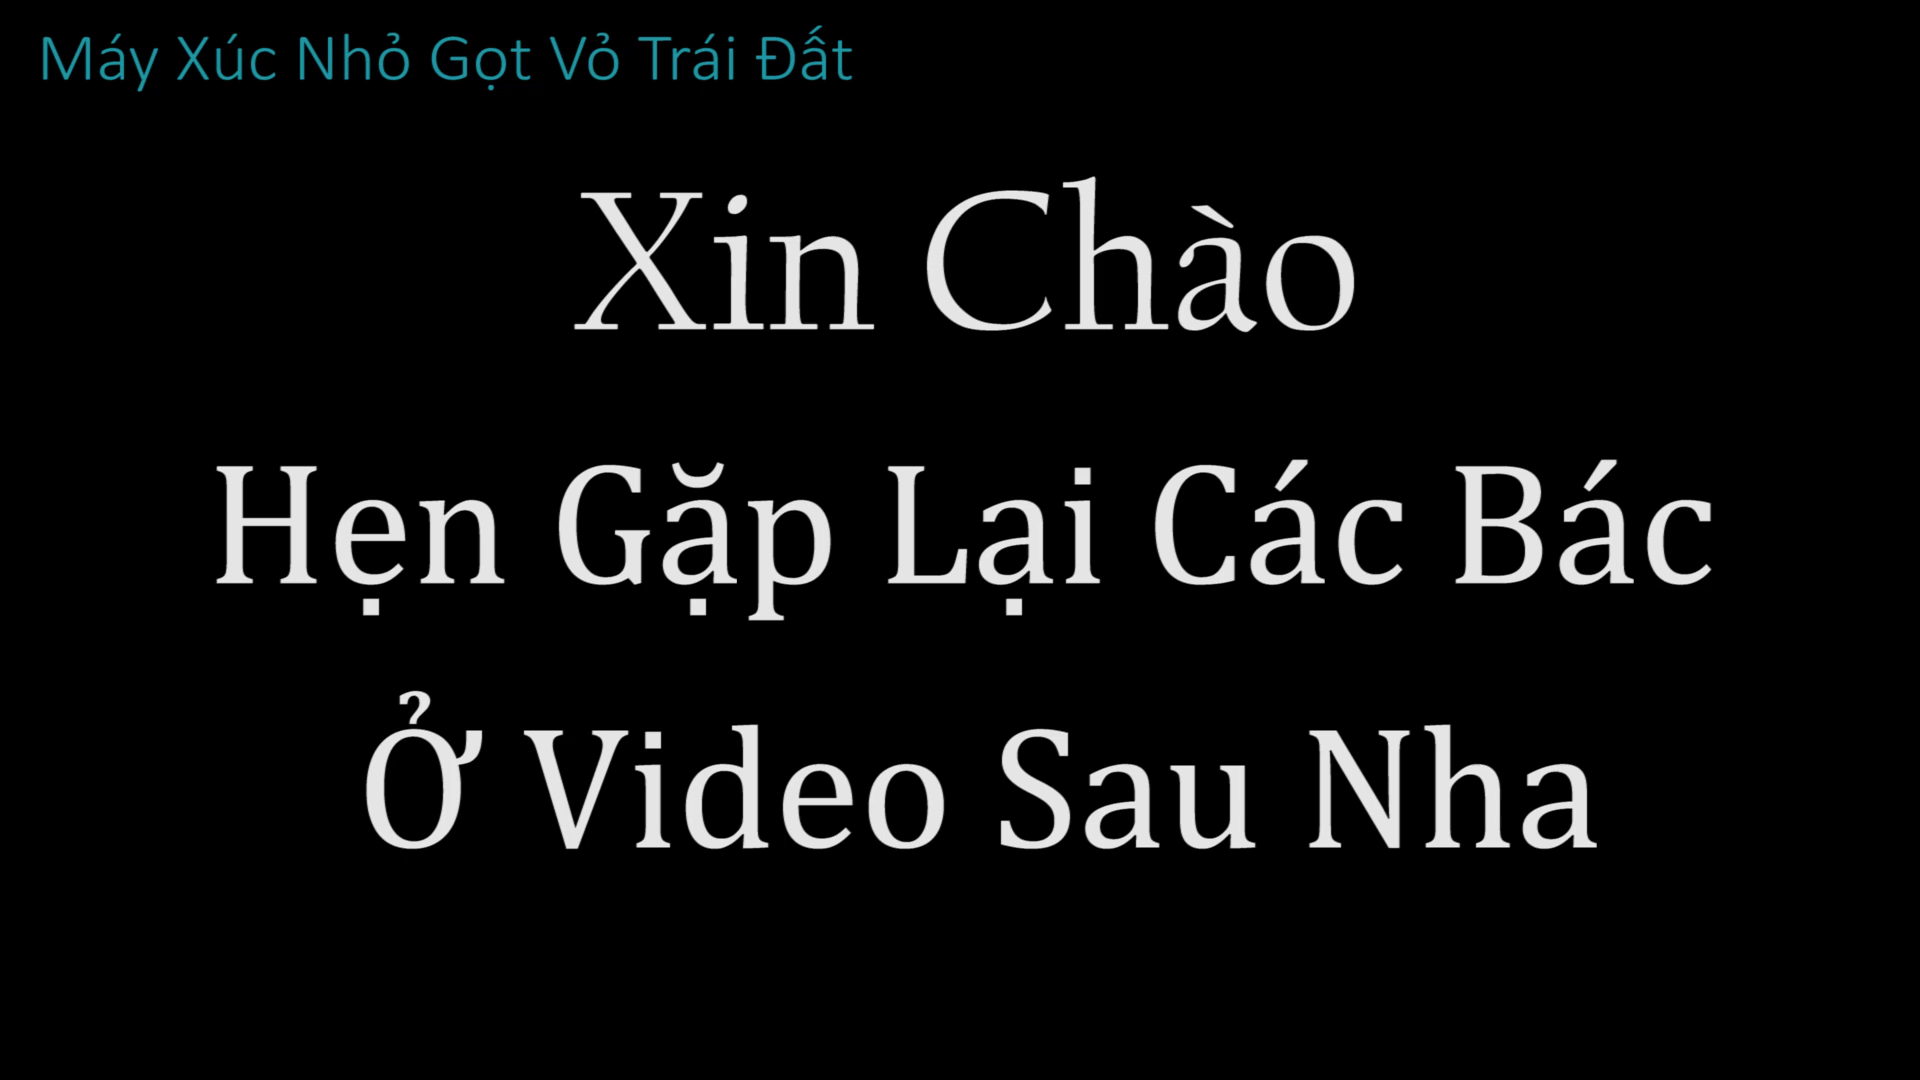 Máy Xúc Nhỏ Gọt Vỏ Trái Đất
Xin Chào
Hẹn Gặp Lại Các Bác
Ở Video Sau Nha